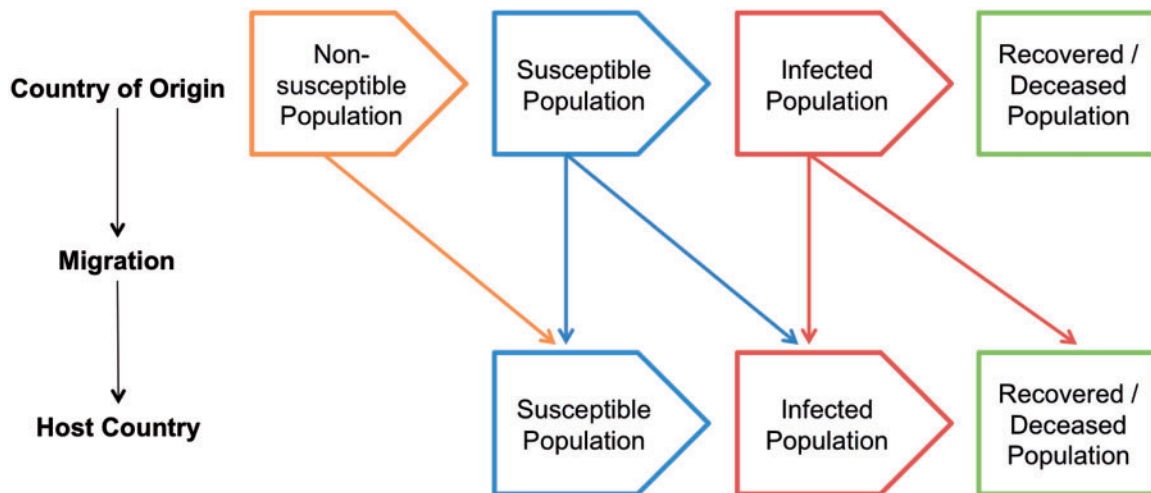 Country of Origin
Non-
susceptible
Population
Susceptible
Population
Infected
Population
Recovered /
Deceased
Population
Migration
Host Country
Susceptible
Population
Infected
Population
Recovered /
Deceased
Population